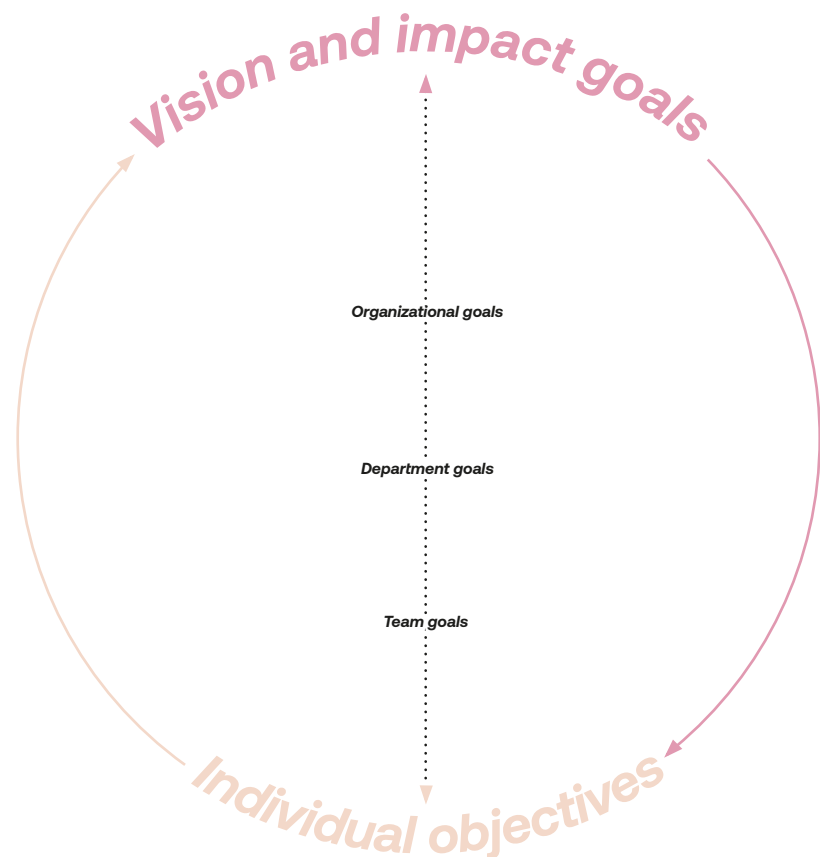 Vision and impact goals
Organizational goals
Department goals
Team goals
Individual objectives